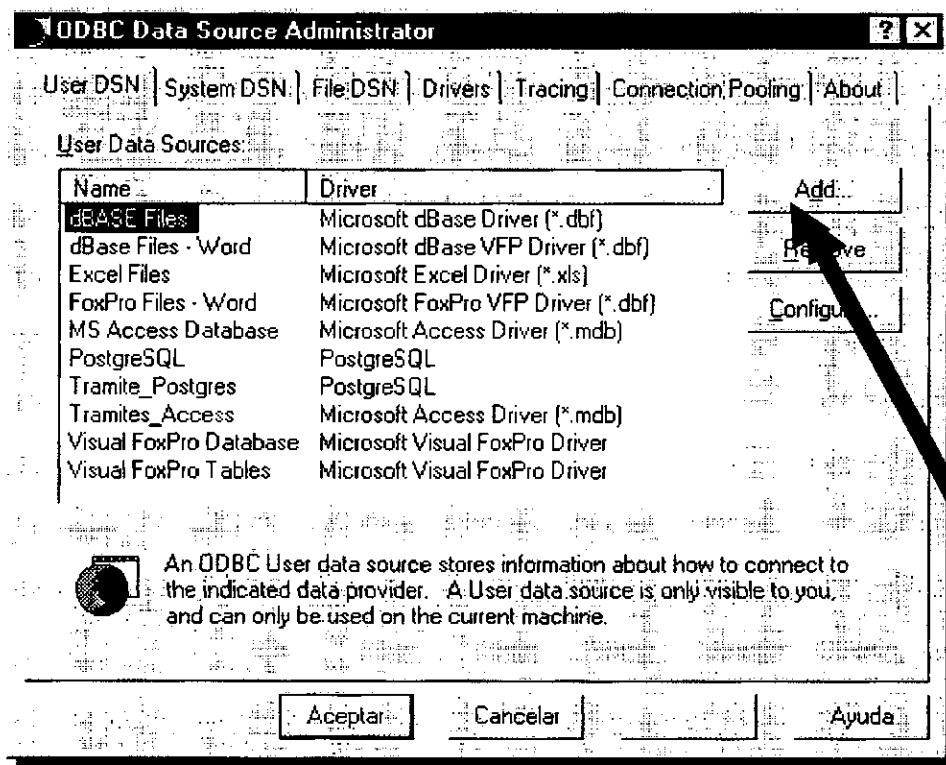 ODBC Data Source Administrator
User DSN System DSN File DSN Drivers Tracing Connection Pooling About
User Data Sources:
Name Driver
dBASE Files Microsoft dBase Driver (*.dbf)
dBase Files - Word Microsoft dBase VFP Driver (*.dbf)
Excel Files Microsoft Excel Driver (*.xls)
FoxPro Files - Word Microsoft FoxPro VFP Driver (*.dbf)
MS Access Database Microsoft Access Driver (*.mdb)
PostgreSQL PostgreSQL
Tramite_Postgres PostgreSQL
Tramites_Access Microsoft Access Driver (*.mdb)
Visual FoxPro Database Microsoft Visual FoxPro Driver
Visual FoxPro Tables Microsoft Visual FoxPro Driver
Add...
Remove
Configure...
An ODBC User data source stores information about how to connect to
the indicated data provider. A User data source is only visible to you,
and can only be used on the current machine.
Aceptar Cancelar Ayuda